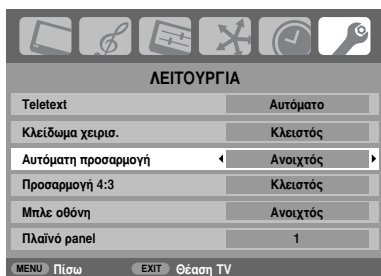 ΛΕΙΤΟΥΡΓΙΑ
Teletext Αυτόματο
Κλείδωμα χειρισ. Κλειστός
Αυτόματη προσαρμογή Ανοιχτός
Προσαρμογή 4:3 Κλειστός
Μπλε οθόνη Ανοιχτός
Πλαϊνό panel 1
MENU Πίσω EXIT Θέαση TV